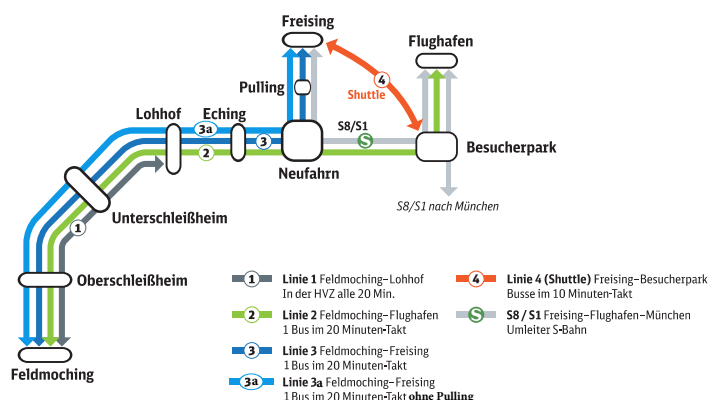 Freising
Flughafen
Pulling
4
Shuttle
Lohhof
Eching
3a
S8/S1
3
S
2
Besucherpark
Neufahrn
S8/S1 nach München
Unterschleißheim
1
Oberschleißheim
Feldmoching
1 Linie 1 Feldmoching–Lohhof
In der HVZ alle 20 Min.
2 Linie 2 Feldmoching–Flughafen
1 Bus im 20 Minuten-Takt
3 Linie 3 Feldmoching–Freising
1 Bus im 20 Minuten-Takt
3a Linie 3a Feldmoching–Freising
1 Bus im 20 Minuten-Takt ohne Pulling
4 Linie 4 (Shuttle) Freising–Besucherpark
Busse im 10 Minuten-Takt
S S8 / S1 Freising–Flughafen–München
Umleiter S-Bahn